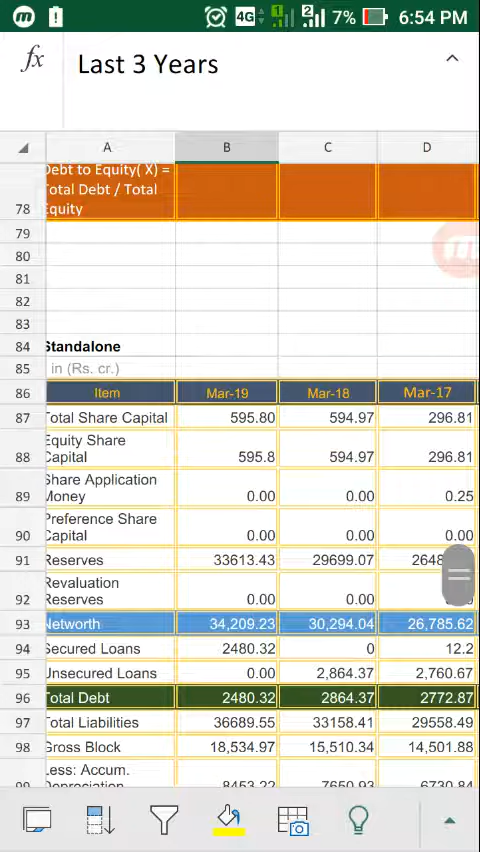 4G 1 2 7% 6:54 PM
fx Last 3 Years
A B C D
Debt to Equity( X) =
Total Debt / Total
78 Equity
79
80
81
82
83
84 Standalone
85 in (Rs. cr.)
86 Item Mar-19 Mar-18 Mar-17
87 Total Share Capital 595.80 594.97 296.81
Equity Share
88 Capital 595.8 594.97 296.81
Share Application
89 Money 0.00 0.00 0.25
Preference Share
90 Capital 0.00 0.00 0.00
91 Reserves 33613.43 29699.07 2648
Revaluation
92 Reserves 0.00 0.00
93 Networth 34,209.23 30,294.04 26,785.62
94 Secured Loans 2480.32 0 12.2
95 Unsecured Loans 0.00 2,864.37 2,760.67
96 Total Debt 2480.32 2864.37 2772.87
97 Total Liabilities 36689.55 33158.41 29558.49
98 Gross Block 18,534.97 15,510.34 14,501.88
Less: Accum.
99 Depreciation 8453.22 7650.93 6730.84